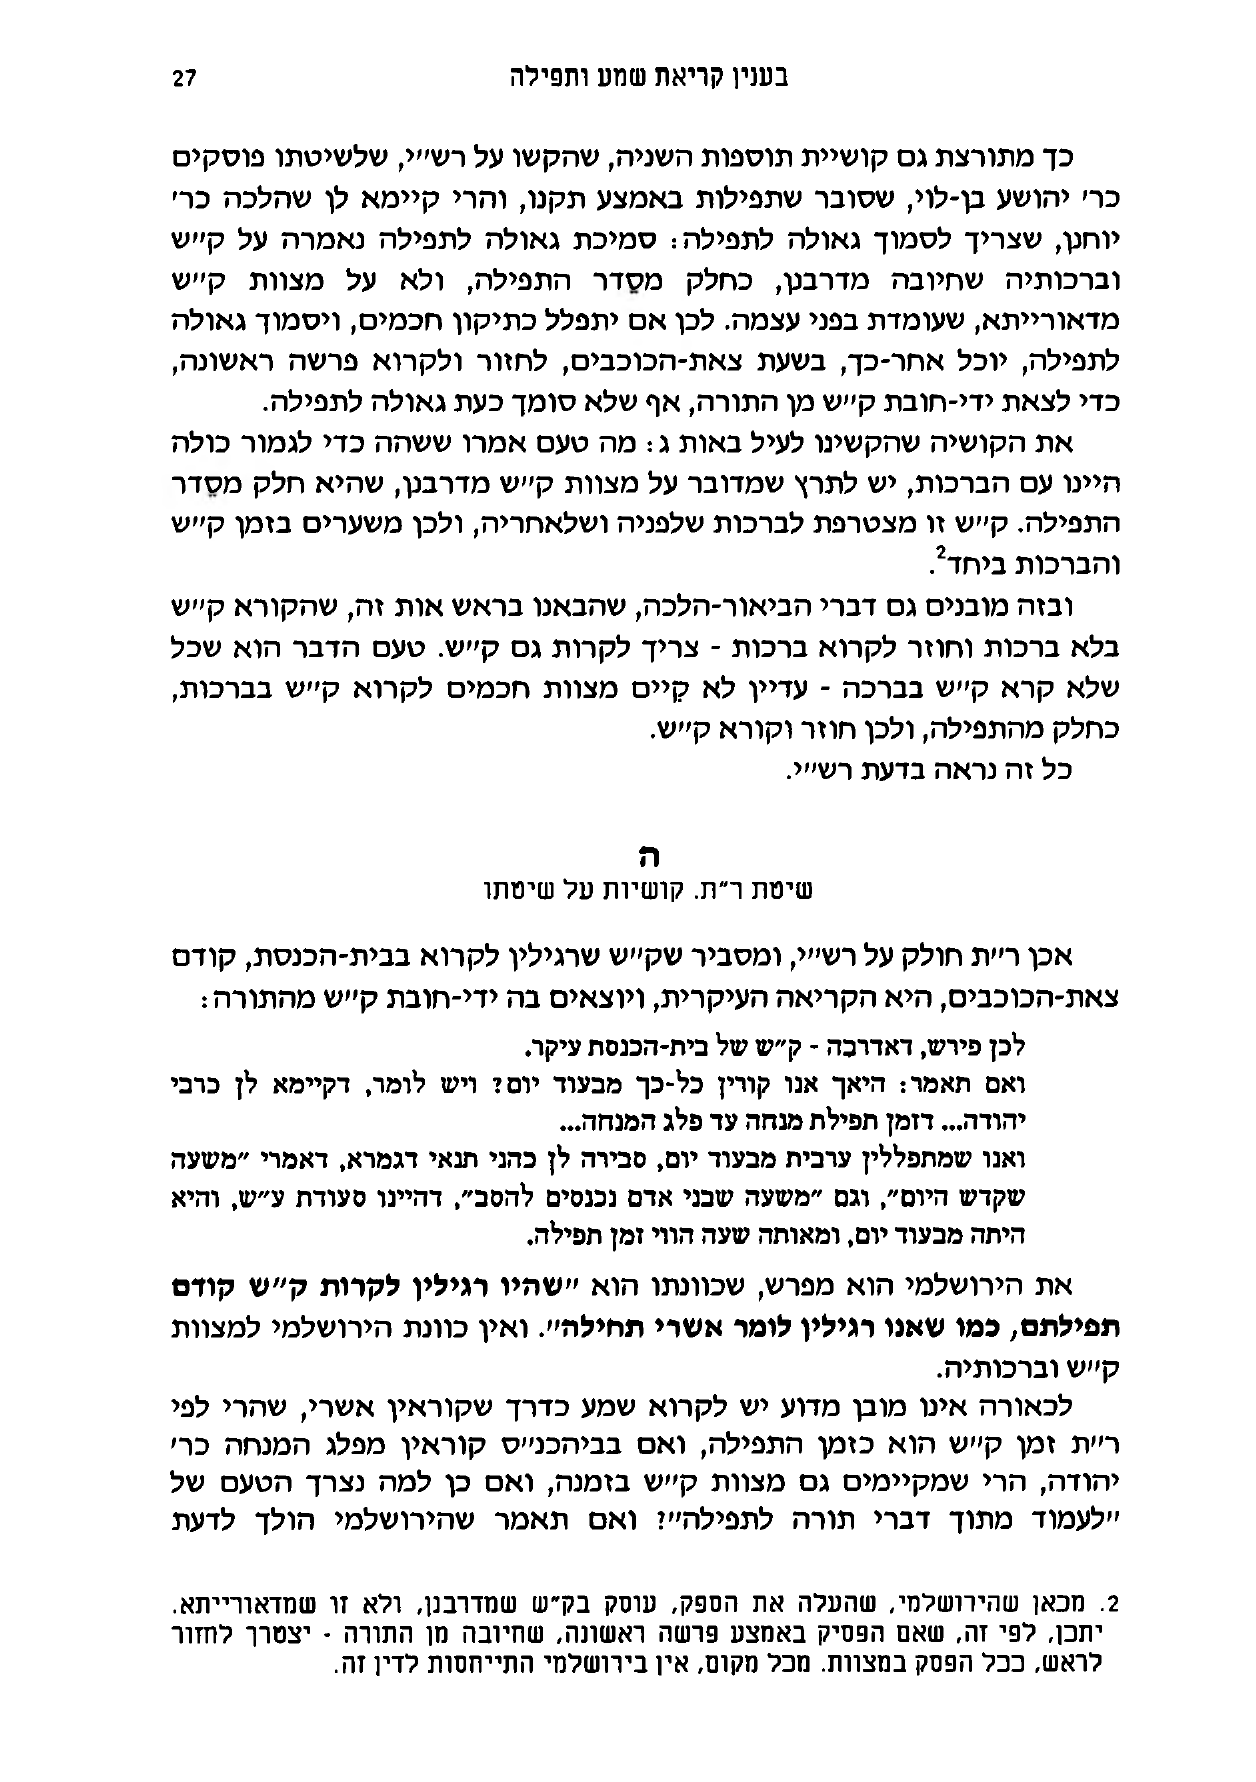 בענין קריאת שמע ותפילה 27
כך מתורצת גם קושיית תוספות השניה, שהקשו על רש״י, שלשיטתו פוסקים
כר׳ יהושע בן-לוי, שסובר שתפילות באמצע תקנו, והרי קיימא לן שהלכה כר׳
יוחנן, שצריך לסמוך גאולה לתפילה: סמיכת גאולה לתפילה נאמרה על ק״ש
וברכותיה שחיובה מדרבנן, כחלק מסֵדר התפילה, ולא על מצוות ק״ש
מדאורייתא, שעומדת בפני עצמה. לכן אם יתפלל כתיקון חכמים, ויסמוך גאולה
לתפילה, יוכל אחר-כך, בשעת צאת-הכוכבים, לחזור ולקרוא פרשה ראשונה,
כדי לצאת ידי-חובת ק״ש מן התורה, אף שלא סומך כעת גאולה לתפילה.
את הקושיה שהקשינו לעיל באות ג: מה טעם אמרו ששהה כדי לגמור כולה
היינו עם הברכות, יש לתרץ שמדובר על מצוות ק״ש מדרבנן, שהיא חלק מסֵדר
התפילה. ק״ש זו מצטרפת לברכות שלפניה ושלאחריה, ולכן משערים בזמן ק״ש
והברכות ביחד².
ובזה מובנים גם דברי הביאור-הלכה, שהבאנו בראש אות זה, שהקורא ק״ש
בלא ברכות וחוזר לקרוא ברכות - צריך לקרות גם ק״ש. טעם הדבר הוא שכל
שלא קרא ק״ש בברכה - עדיין לא קִיים מצוות חכמים לקרוא ק״ש בברכות,
כחלק מהתפילה, ולכן חוזר וקורא ק״ש.
כל זה נראה בדעת רש״י.
ה
שיטת ר״ת. קושיות על שיטתו
אכן ר״ת חולק על רש״י, ומסביר שק״ש שרגילין לקרוא בבית-הכנסת, קודם
צאת-הכוכבים, היא הקריאה העיקרית, ויוצאים בה ידי-חובת ק״ש מהתורה:
לכן פירש, דאדרבה - ק״ש של בית-הכנסת עיקר.
ואם תאמר: היאך אנו קורין כל-כך מבעוד יום? ויש לומר, דקיימא לן כרבי
יהודה... דזמן תפילת מנחה עד פלג המנחה...
ואנו שמתפללין ערבית מבעוד יום, סבירה לן כהני תנאי דגמרא, דאמרי ״משעה
שקדש היום״, וגם ״משעה שבני אדם נכנסים להסב״, דהיינו סעודת ע״ש, והיא
היתה מבעוד יום, ומאותה שעה הווי זמן תפילה.
את הירושלמי הוא מפרש, שכוונתו הוא ״שהיו רגילין לקרות ק״ש קודם
תפילתם, כמו שאנו רגילין לומר אשרי תחילה״. ואין כוונת הירושלמי למצוות
ק״ש וברכותיה.
לכאורה אינו מובן מדוע יש לקרוא שמע כדרך שקוראין אשרי, שהרי לפי
ר״ת זמן ק״ש הוא כזמן התפילה, ואם בביהכנ״ס קוראין מפלג המנחה כר׳
יהודה, הרי שמקיימים גם מצוות ק״ש בזמנה, ואם כן למה נצרך הטעם של
״לעמוד מתוך דברי תורה לתפילה״? ואם תאמר שהירושלמי הולך לדעת
2. מכאן שהירושלמי, שהעלה את הספק, עוסק בק״ש שמדרבנן, ולא זו שמדאורייתא.
יתכן, לפי זה, שאם הפסיק באמצע פרשה ראשונה, שחיובה מן התורה - יצטרך לחזור
לראש, ככל הפסק במצוות. מכל מקום, אין בירושלמי התייחסות לדין זה.